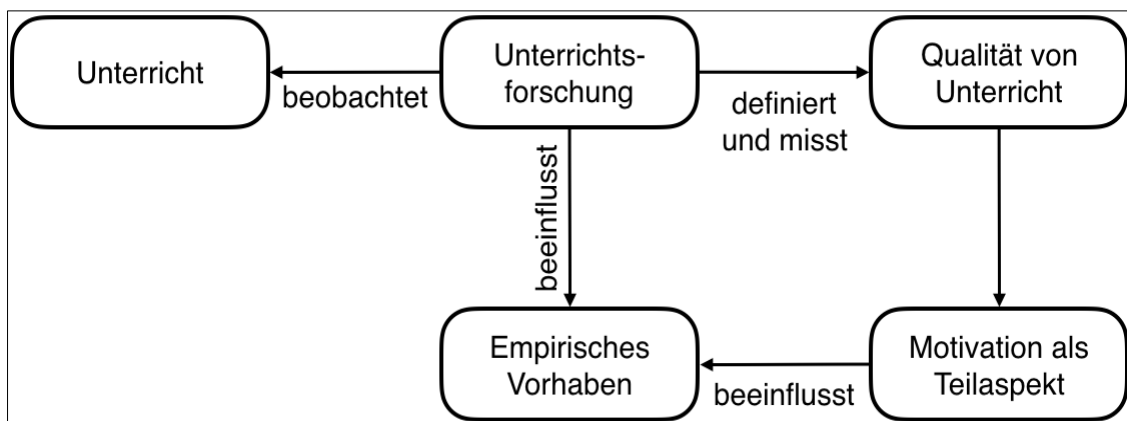 Unterricht
beobachtet
Unterrichts-
forschung
definiert
und misst
Qualität von
Unterricht
beeinflusst
Empirisches
Vorhaben
beeinflusst
Motivation als
Teilaspekt